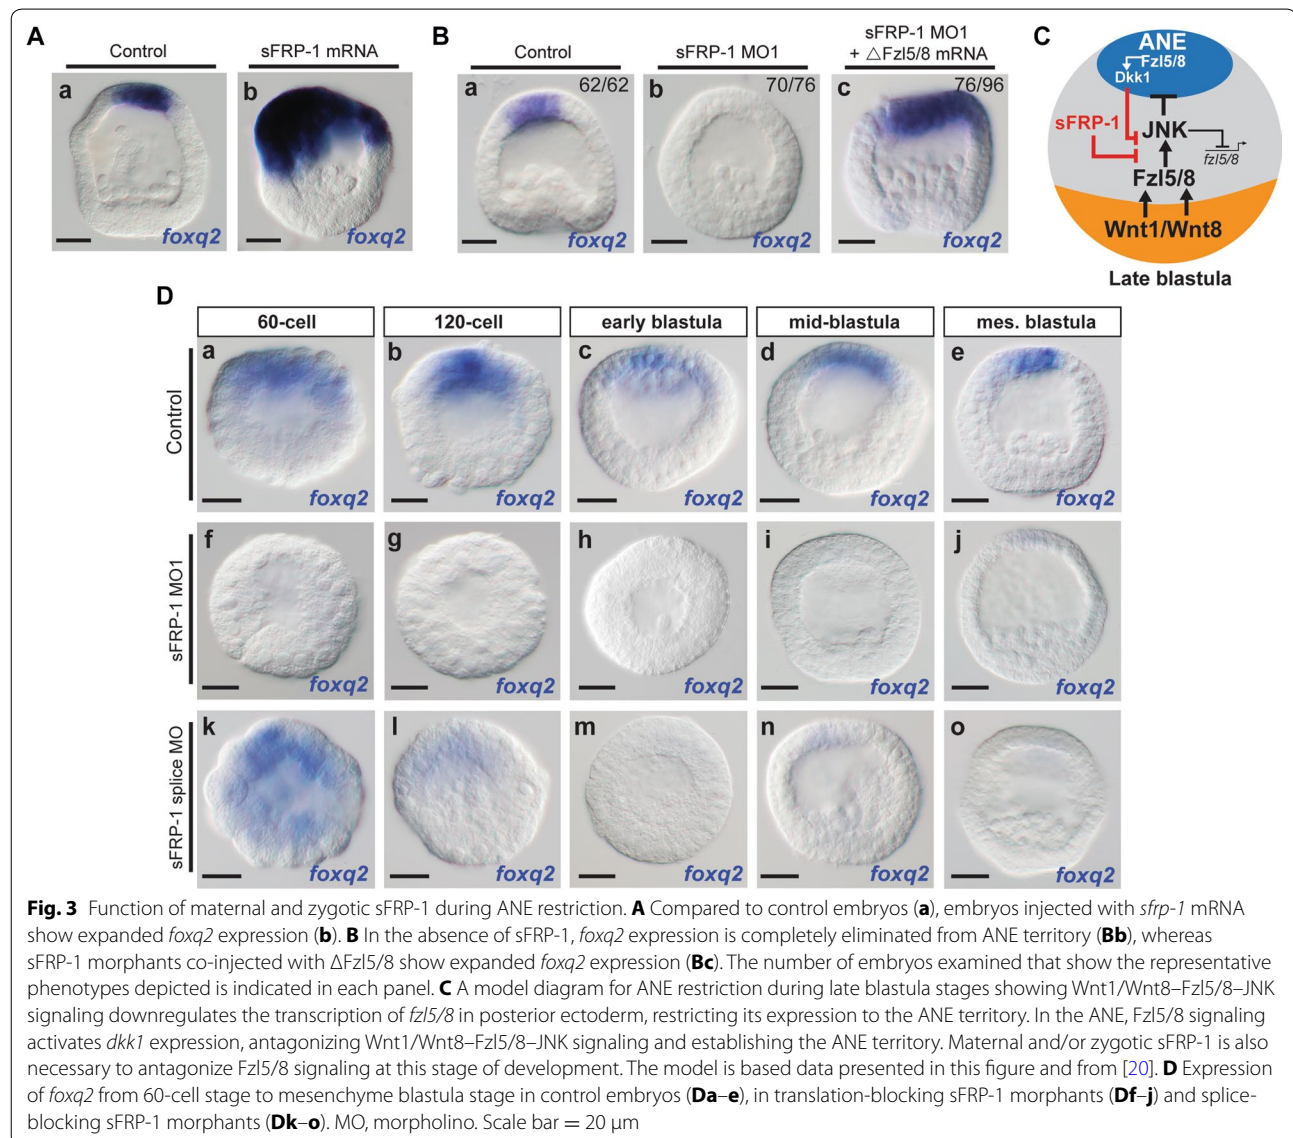 A
Control
sFRP-1 mRNA
a
foxq2
b
foxq2
B
Control
sFRP-1 MO1
sFRP-1 MO1
+ △Fzl5/8 mRNA
a
62/62
foxq2
b
70/76
foxq2
c
76/96
foxq2
C
ANE
Fzl5/8
Dkk1
sFRP-1
JNK
fzl5/8
Fzl5/8
Wnt1/Wnt8
Late blastula
D
60-cell
120-cell
early blastula
mid-blastula
mes. blastula
Control
a
foxq2
b
foxq2
c
foxq2
d
foxq2
e
foxq2
sFRP-1 MO1
f
foxq2
g
foxq2
h
foxq2
i
foxq2
j
foxq2
sFRP-1 splice MO
k
foxq2
l
foxq2
m
foxq2
n
foxq2
o
foxq2
Fig. 3 Function of maternal and zygotic sFRP-1 during ANE restriction. A Compared to control embryos (a), embryos injected with sfrp-1 mRNA
show expanded foxq2 expression (b). B In the absence of sFRP-1, foxq2 expression is completely eliminated from ANE territory (Bb), whereas
sFRP-1 morphants co-injected with ΔFzl5/8 show expanded foxq2 expression (Bc). The number of embryos examined that show the representative
phenotypes depicted is indicated in each panel. C A model diagram for ANE restriction during late blastula stages showing Wnt1/Wnt8–Fzl5/8–JNK
signaling downregulates the transcription of fzl5/8 in posterior ectoderm, restricting its expression to the ANE territory. In the ANE, Fzl5/8 signaling
activates dkk1 expression, antagonizing Wnt1/Wnt8–Fzl5/8–JNK signaling and establishing the ANE territory. Maternal and/or zygotic sFRP-1 is also
necessary to antagonize Fzl5/8 signaling at this stage of development. The model is based data presented in this figure and from [20]. D Expression
of foxq2 from 60-cell stage to mesenchyme blastula stage in control embryos (Da–e), in translation-blocking sFRP-1 morphants (Df–j) and splice-
blocking sFRP-1 morphants (Dk–o). MO, morpholino. Scale bar = 20 μm